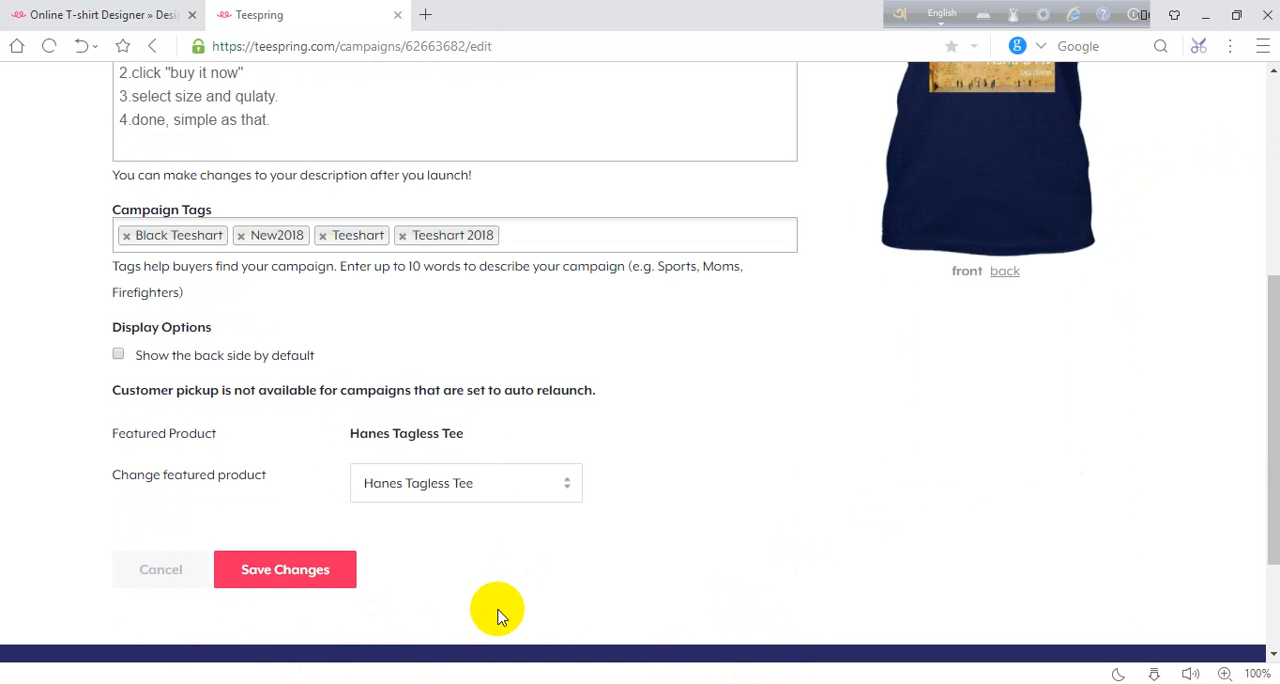 Online T-shirt Designer » Desi
Teespring
English
https://teespring.com/campaigns/62663682/edit
Google
2.click "buy it now"
3.select size and qulaty.
4.done, simple as that.
You can make changes to your description after you launch!
Campaign Tags
× Black Teeshart × New2018 × Teeshart × Teeshart 2018
Tags help buyers find your campaign. Enter up to 10 words to describe your campaign (e.g. Sports, Moms,
Firefighters)
front back
Display Options
Show the back side by default
Customer pickup is not available for campaigns that are set to auto relaunch.
Featured Product Hanes Tagless Tee
Change featured product Hanes Tagless Tee
Cancel Save Changes
100%